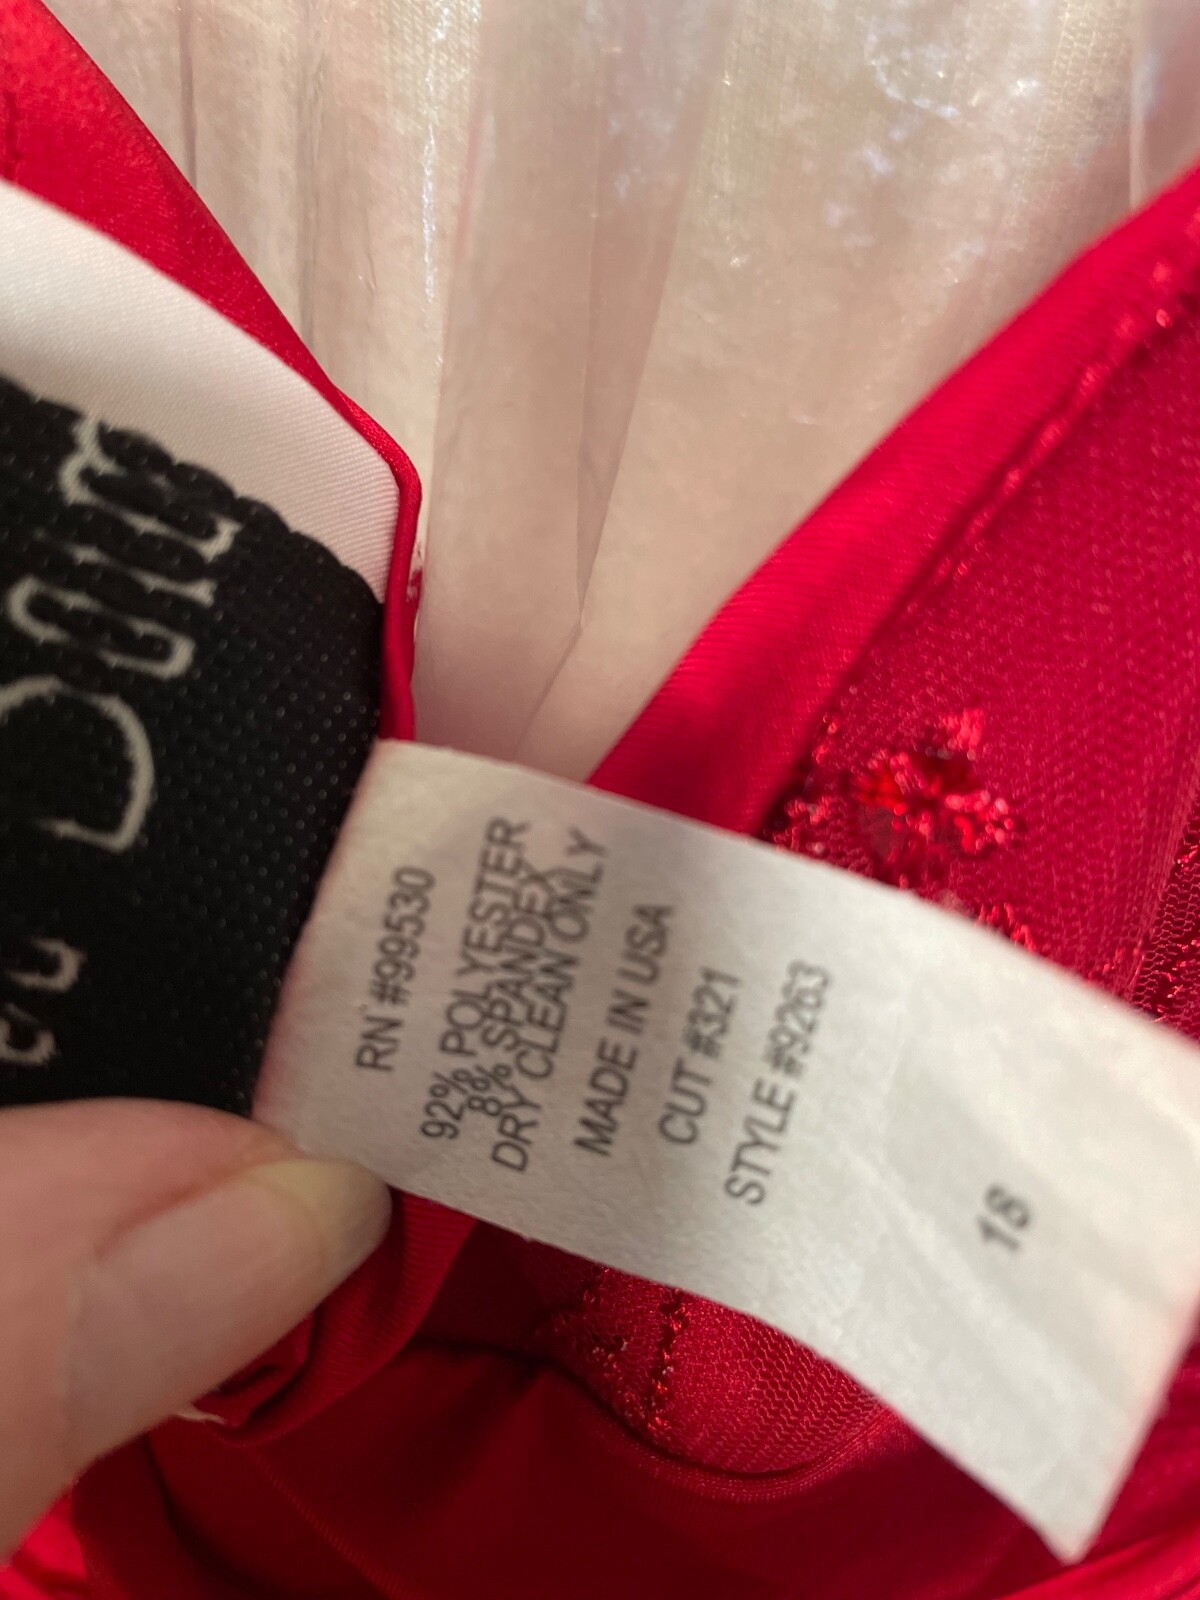 RN #99530
92% POLYESTER
8% SPANDEX
DRY CLEAN ONLY
MADE IN USA
CUT #321
STYLE #9263
18